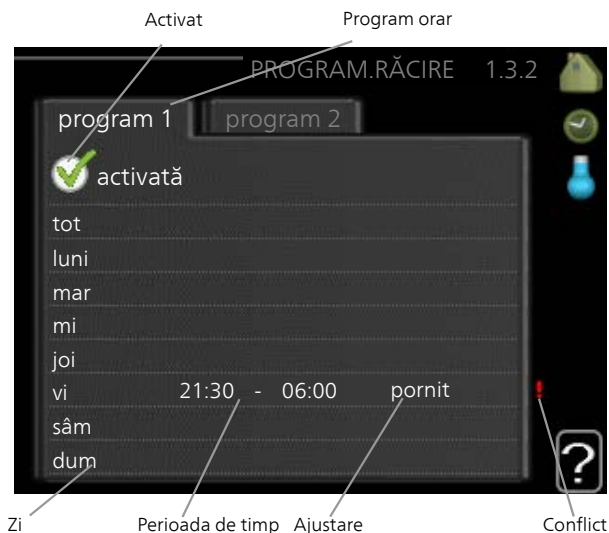 Activat Program orar
PROGRAM.RĂCIRE 1.3.2
program 1 program 2
activată
tot
luni
mar
mi
joi
vi 21:30 - 06:00 pornit !
sâm
dum
?
Zi Perioada de timp Ajustare Conflict